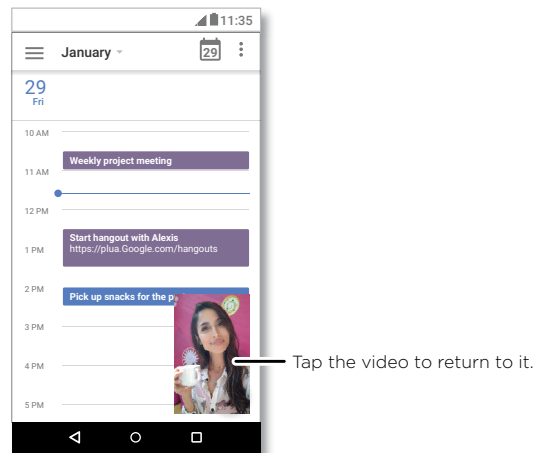 11:35
January
29
29
Fri
10 AM
Weekly project meeting
11 AM
12 PM
Start hangout with Alexis
https://plua.Google.com/hangouts
1 PM
2 PM
Pick up snacks for the p
3 PM
Tap the video to return to it.
4 PM
5 PM